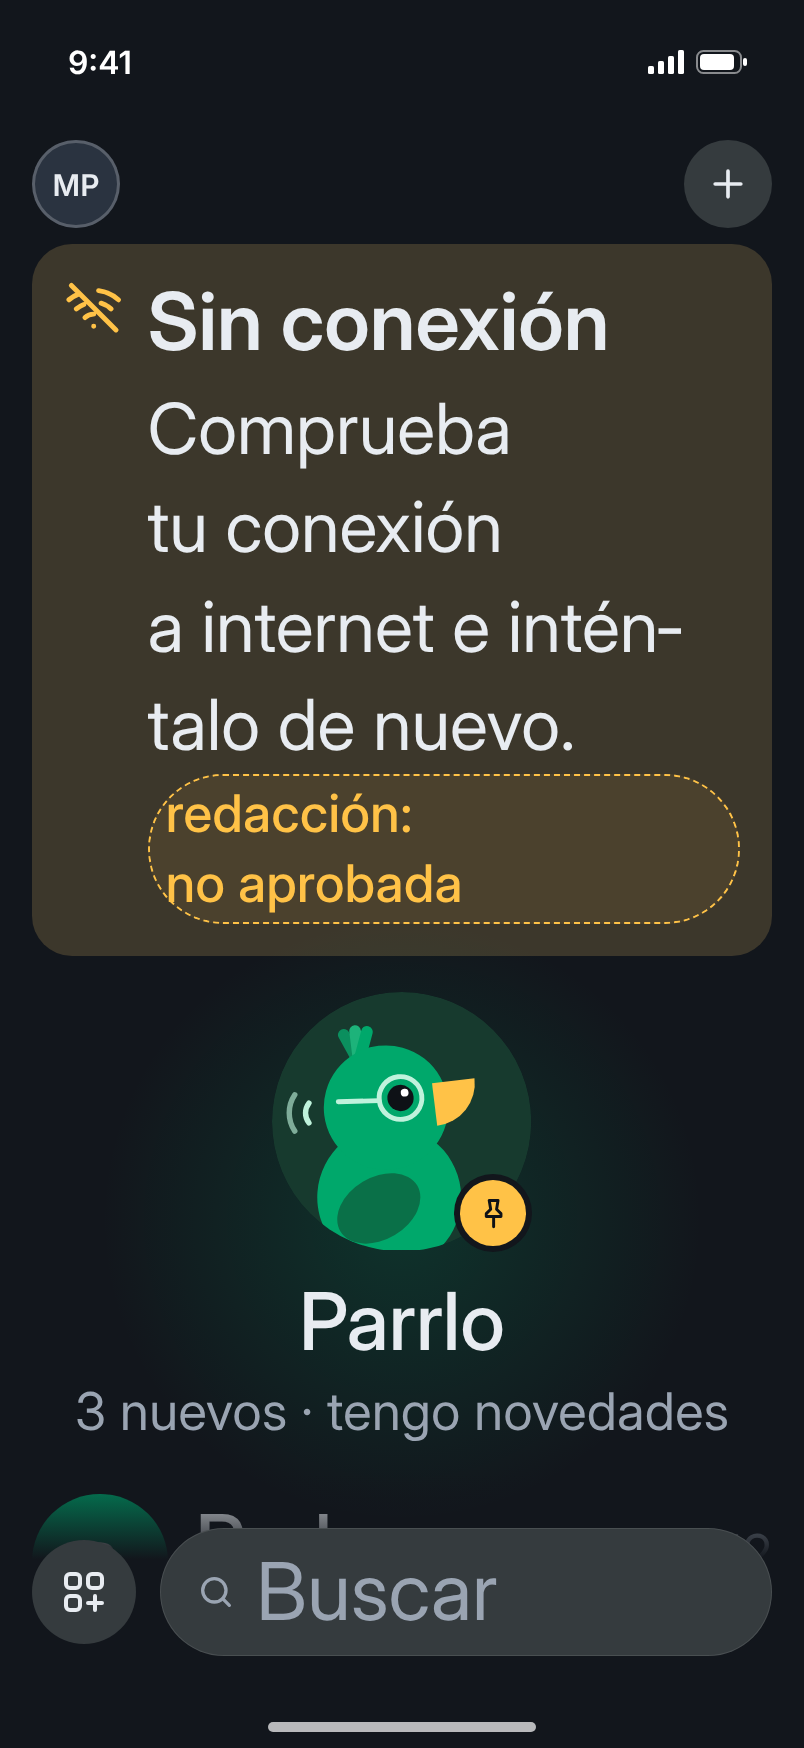 9:41
MP
Sin conexión
Comprueba
tu conexión
a internet e intén-
talo de nuevo.
redacción:
no aprobada
Parrlo
3 nuevos · tengo novedades
Buscar